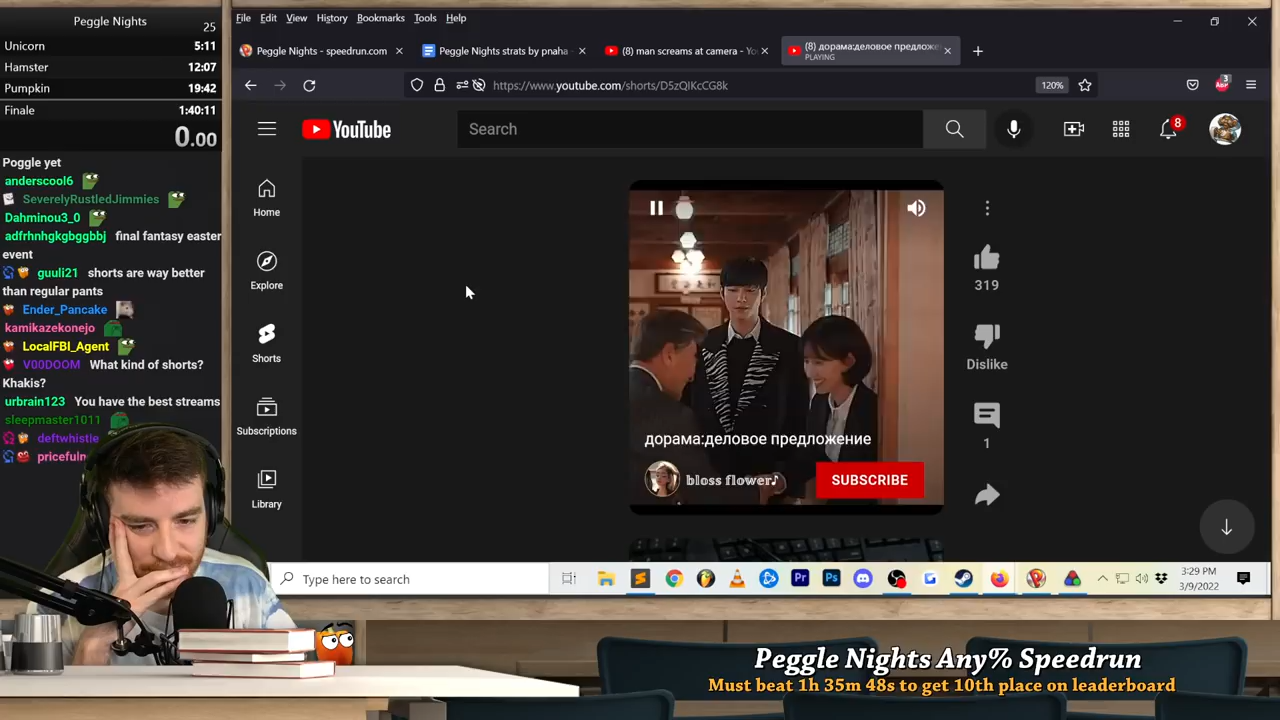 Peggle Nights
25
Unicorn 5:11
Hamster 12:07
Pumpkin 19:42
Finale 1:40:11
0.00
Poggle yet
anderscool6
SeverelyRustledJimmies
Dahminou3_0
adfrhnhgkgbggbbj final fantasy easter
event
guuli21 shorts are way better
than regular pants
Ender_Pancake
kamikazekonejo
LocalFBI_Agent
V00DOOM What kind of shorts?
Khakis?
urbrain123 You have the best streams
sleepmaster1011
deftwhistle
pricefuln
File Edit View History Bookmarks Tools Help
Peggle Nights - speedrun.com
Peggle Nights strats by pnaha -
(8) man screams at camera - Yo
(8) дорама:деловое предложе
PLAYING
https://www.youtube.com/shorts/D5zQIKcCG8k
120%
3
YouTube
Search
8
Home
Explore
Shorts
Subscriptions
Library
319
Dislike
1
дорама:деловое предложение
bloss flower♪
SUBSCRIBE
Type here to search
3:29 PM
3/9/2022
Peggle Nights Any% Speedrun
Must beat 1h 35m 48s to get 10th place on leaderboard